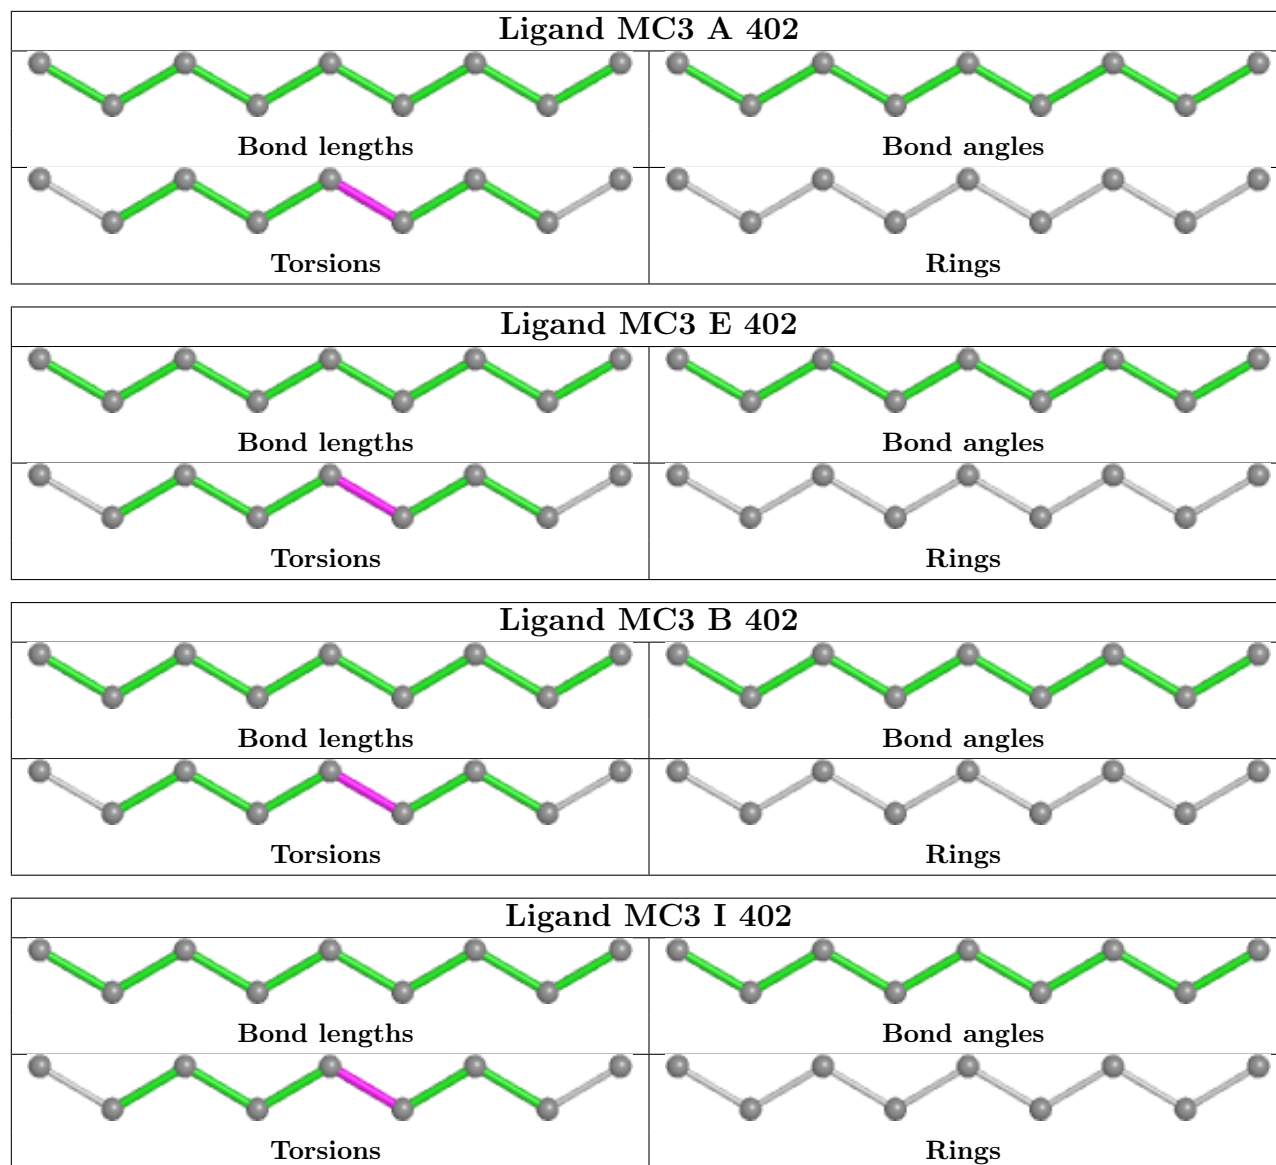 Ligand MC3 A 402
Bond lengths Bond angles
Torsions Rings
Ligand MC3 E 402
Bond lengths Bond angles
Torsions Rings
Ligand MC3 B 402
Bond lengths Bond angles
Torsions Rings
Ligand MC3 I 402
Bond lengths Bond angles
Torsions Rings